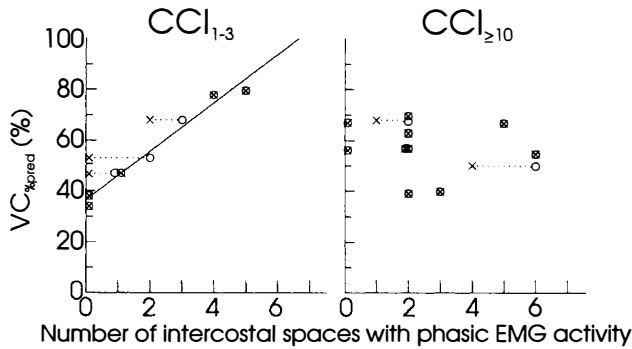 CCI1-3
CCI≥10
VC%pred (%)
100
80
60
40
20
0
0 2 4 6
0 2 4 6
Number of intercostal spaces with phasic EMG activity